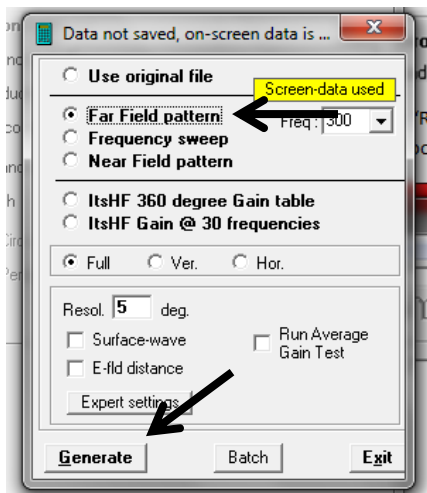 Data not saved, on-screen data is ...
Use original file
Screen-data used
Far Field pattern
Freq : 300
Frequency sweep
Near Field pattern
ItsHF 360 degree Gain table
ItsHF Gain @ 30 frequencies
Full Ver. Hor.
Resol. 5 deg.
Surface-wave
Run Average
Gain Test
E-fld distance
Expert settings
Generate Batch Exit